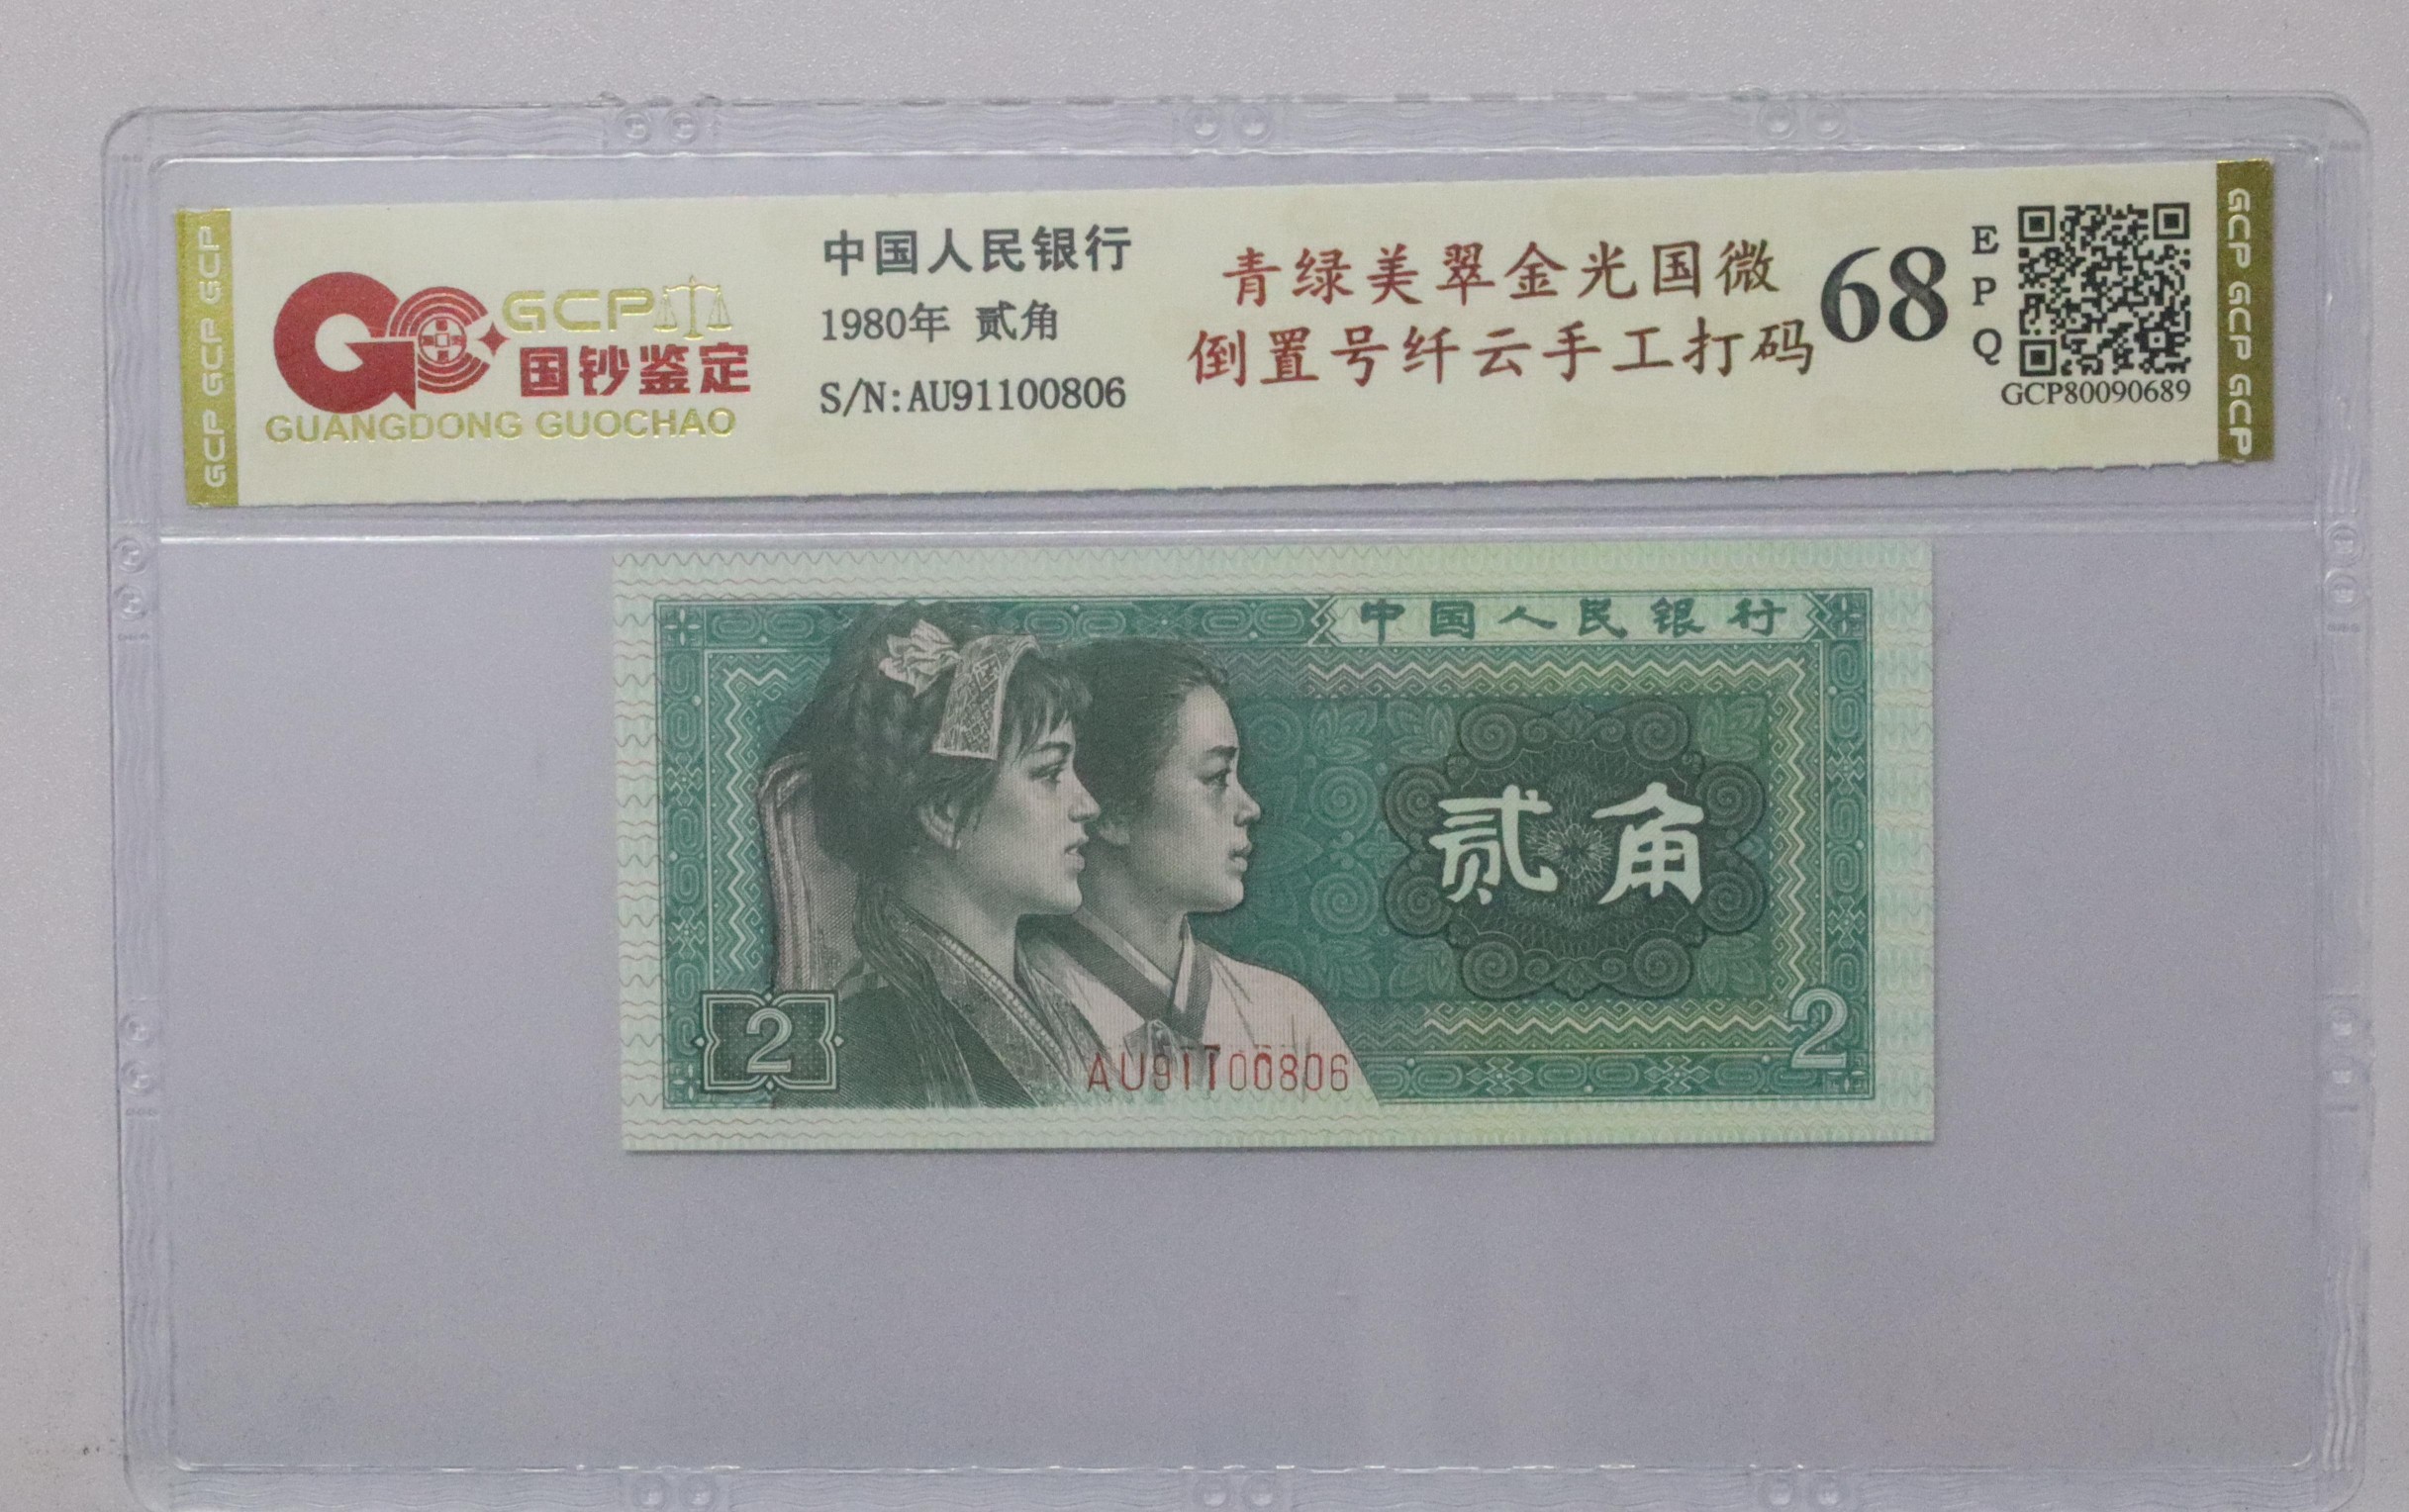 GCP GCP GCP
GCP
国钞鉴定
GUANGDONG GUOCHAO
中国人民银行
1980年 贰角
S/N:AU91100806
青绿美翠金光国微
倒置号纤云手工打码
68
E
P
Q
GCP80090689
GCP GCP GCP
中国人民银行
贰角
2
2
AU91100806